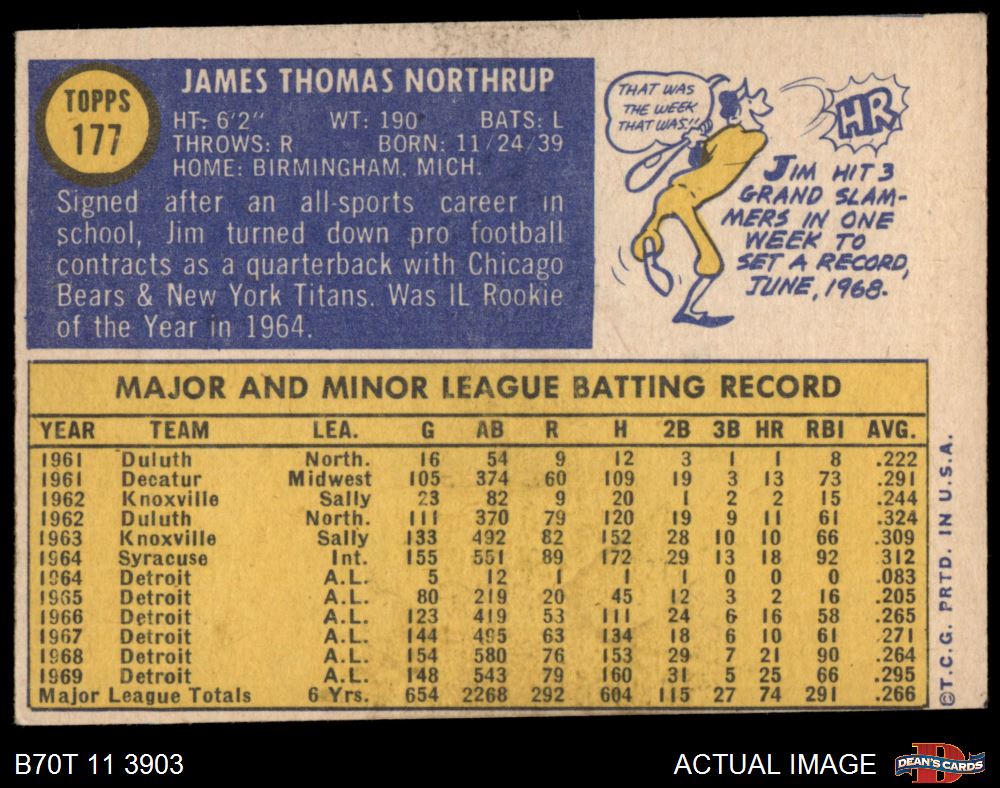 TOPPS
177
JAMES THOMAS NORTHRUP
HT: 6'2" WT: 190 BATS: L
THROWS: R BORN: 11/24/39
HOME: BIRMINGHAM, MICH.
Signed after an all-sports career in
school, Jim turned down pro football
contracts as a quarterback with Chicago
Bears & New York Titans. Was IL Rookie
of the Year in 1964.
THAT WAS
THE WEEK
THAT WAS!!
HR
JIM HIT 3
GRAND SLAM-
MERS IN ONE
WEEK TO
SET A RECORD,
JUNE, 1968.
MAJOR AND MINOR LEAGUE BATTING RECORD
YEAR TEAM LEA. G AB R H 2B 3B HR RBI AVG.
1961 Duluth North. 16 54 9 12 3 1 1 8 .222
1961 Decatur Midwest 105 374 60 109 19 3 13 73 .291
1962 Knoxville Sally 23 82 9 20 1 2 2 15 .244
1962 Duluth North. 111 370 79 120 19 9 11 61 .324
1963 Knoxville Sally 133 492 82 152 28 10 10 66 .309
1964 Syracuse Int. 155 551 89 172 29 13 18 92 .312
1964 Detroit A.L. 5 12 1 1 1 0 0 0 .083
1965 Detroit A.L. 80 219 20 45 12 3 2 16 .205
1966 Detroit A.L. 123 419 53 111 24 6 16 58 .265
1967 Detroit A.L. 144 495 63 134 18 6 10 61 .271
1968 Detroit A.L. 154 580 76 153 29 7 21 90 .264
1969 Detroit A.L. 148 543 79 160 31 5 25 66 .295
Major League Totals 6 Yrs. 654 2268 292 604 115 27 74 291 .266
©T.C.G. PRTD. IN U.S.A.
B70T 11 3903
ACTUAL IMAGE
DEAN'S CARDS